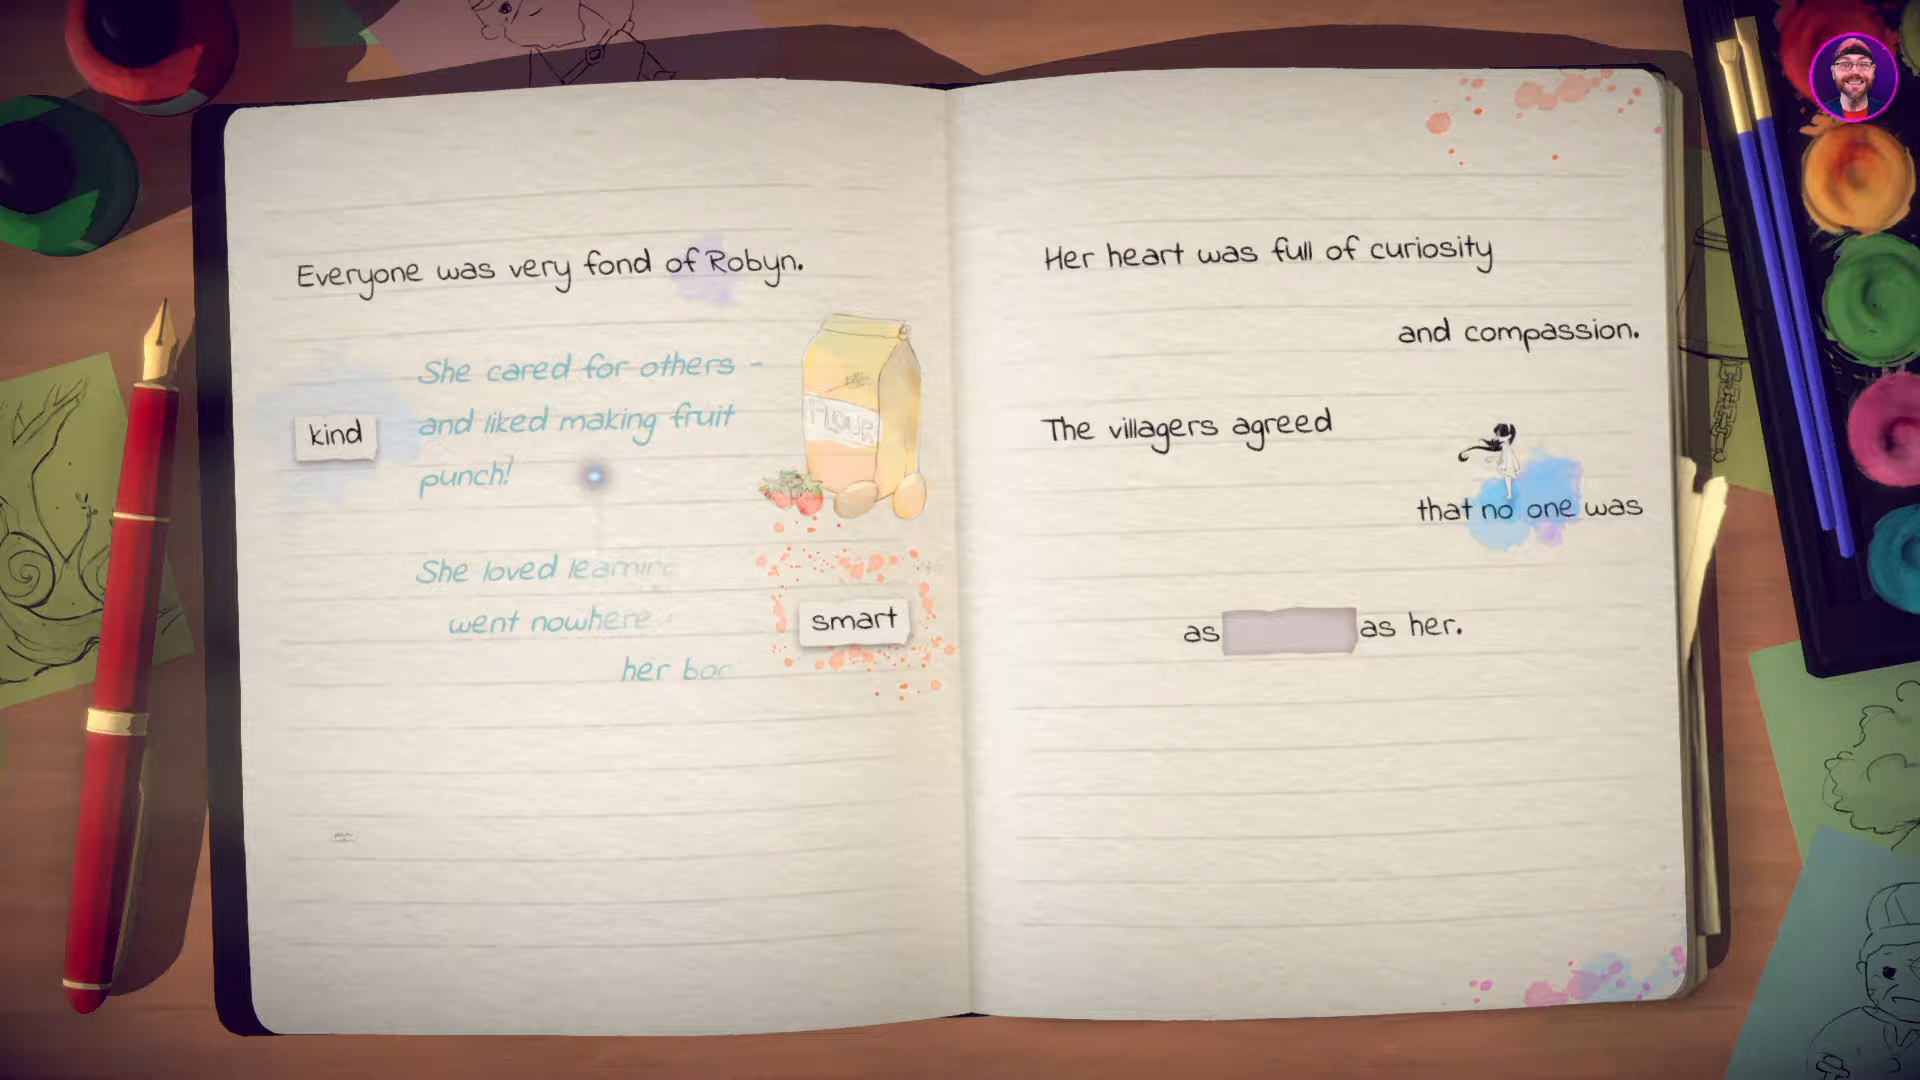 Everyone was very fond of Robyn.
She cared for others -
and liked making fruit
punch!
kind
FLOUR
She loved learnin
went nowhere
her boo
smart
Her heart was full of curiosity
and compassion.
The villagers agreed
that no one was
as
as her.